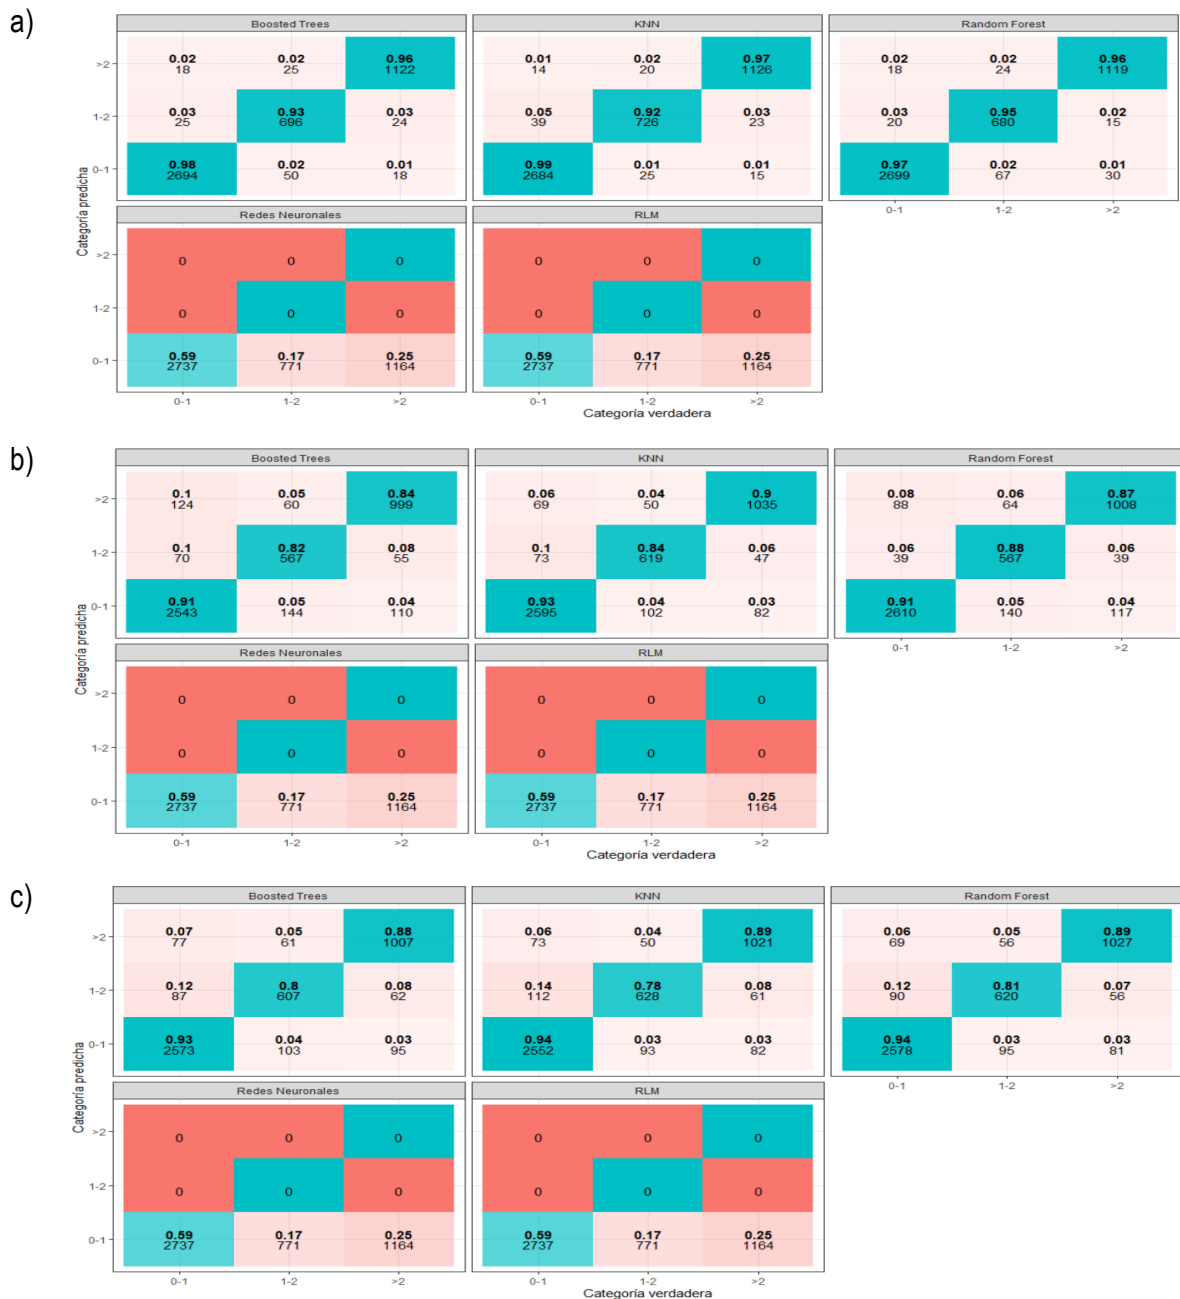 a)
Boosted Trees KNN Random Forest
>2 0.02 0.02 0.96 0.01 0.02 0.97 0.02 0.02 0.96
18 25 1122 14 20 1126 18 24 1119
1-2 0.03 0.93 0.03 0.05 0.92 0.03 0.03 0.95 0.02
25 696 24 39 726 23 20 680 15
0-1 0.98 0.02 0.01 0.99 0.01 0.01 0.97 0.02 0.01
2694 50 18 2684 25 15 2699 67 30
0-1 1-2 >2
Categoría predicha
Redes Neuronales RLM
>2 0 0 0 0 0 0
1-2 0 0 0 0 0 0
0-1 0.59 0.17 0.25 0.59 0.17 0.25
2737 771 1164 2737 771 1164
0-1 1-2 >2 0-1 1-2 >2
Categoría verdadera
b)
Boosted Trees KNN Random Forest
>2 0.1 0.05 0.84 0.06 0.04 0.9 0.08 0.06 0.87
124 60 999 69 50 1035 88 64 1008
1-2 0.1 0.82 0.08 0.1 0.84 0.06 0.06 0.88 0.06
70 567 55 73 619 47 39 567 39
0-1 0.91 0.05 0.04 0.93 0.04 0.03 0.91 0.05 0.04
2543 144 110 2595 102 82 2610 140 117
0-1 1-2 >2
Categoría predicha
Redes Neuronales RLM
>2 0 0 0 0 0 0
1-2 0 0 0 0 0 0
0-1 0.59 0.17 0.25 0.59 0.17 0.25
2737 771 1164 2737 771 1164
0-1 1-2 >2 0-1 1-2 >2
Categoría verdadera
c)
Boosted Trees KNN Random Forest
>2 0.07 0.05 0.88 0.06 0.04 0.89 0.06 0.05 0.89
77 61 1007 73 50 1021 69 56 1027
1-2 0.12 0.8 0.08 0.14 0.78 0.08 0.12 0.81 0.07
87 607 62 112 628 61 90 620 56
0-1 0.93 0.04 0.03 0.94 0.03 0.03 0.94 0.03 0.03
2573 103 95 2552 93 82 2578 95 81
0-1 1-2 >2
Categoría predicha
Redes Neuronales RLM
>2 0 0 0 0 0 0
1-2 0 0 0 0 0 0
0-1 0.59 0.17 0.25 0.59 0.17 0.25
2737 771 1164 2737 771 1164
0-1 1-2 >2 0-1 1-2 >2
Categoría verdadera